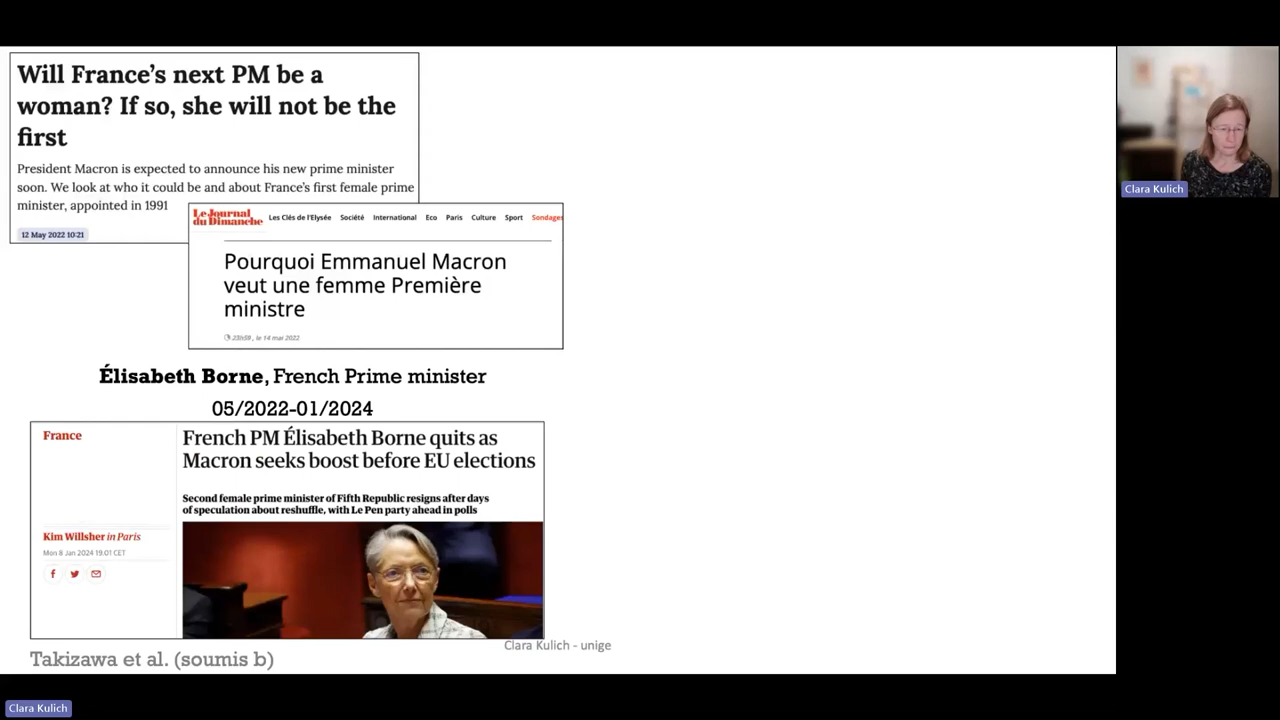 Will France's next PM be a
woman? If so, she will not be the
first
President Macron is expected to announce his new prime minister
soon. We look at who it could be and about France's first female prime
minister, appointed in 1991
12 May 2022 10:21
Le Journal
du Dimanche
Les Clés de l'Elysée Société International Eco Paris Culture Sport Sondages
Pourquoi Emmanuel Macron
veut une femme Première
ministre
23h59, le 14 mai 2022
Élisabeth Borne, French Prime minister
05/2022-01/2024
France
French PM Élisabeth Borne quits as
Macron seeks boost before EU elections
Second female prime minister of Fifth Republic resigns after days
of speculation about reshuffle, with Le Pen party ahead in polls
Kim Willsher in Paris
Mon 8 Jan 2024 19.01 CET
Clara Kulich - unige
Takizawa et al. (soumis b)
Clara Kulich
Clara Kulich